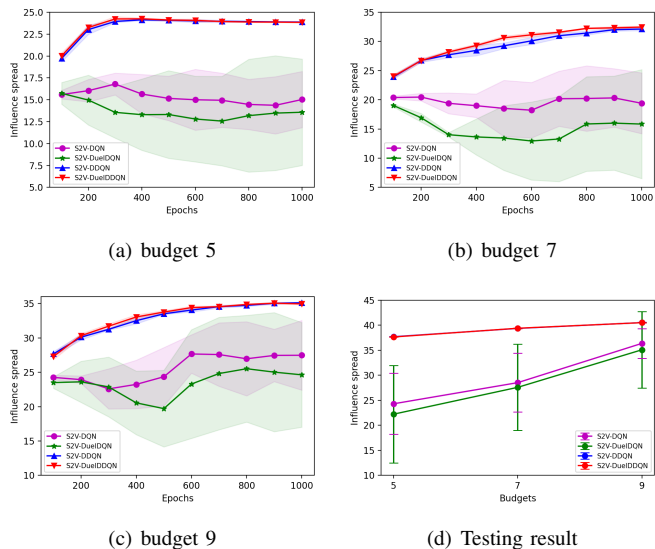 25.0
22.5
20.0
17.5
15.0
12.5
10.0
7.5
5.0
Influence spread
S2V-DQN
S2V-DuelDQN
S2V-DDQN
S2V-DuelDDQN
200 400 600 800 1000
Epochs
(a) budget 5
35
30
25
20
15
10
5
Influence spread
S2V-DQN
S2V-DuelDQN
S2V-DDQN
S2V-DuelDDQN
200 400 600 800 1000
Epochs
(b) budget 7
35
30
25
20
15
10
Influence spread
S2V-DQN
S2V-DuelDQN
S2V-DDQN
S2V-DuelDDQN
200 400 600 800 1000
Epochs
(c) budget 9
45
40
35
30
25
20
15
10
Influence spread
S2V-DQN
S2V-DuelDQN
S2V-DDQN
S2V-DuelDDQN
5 7 9
Budgets
(d) Testing result